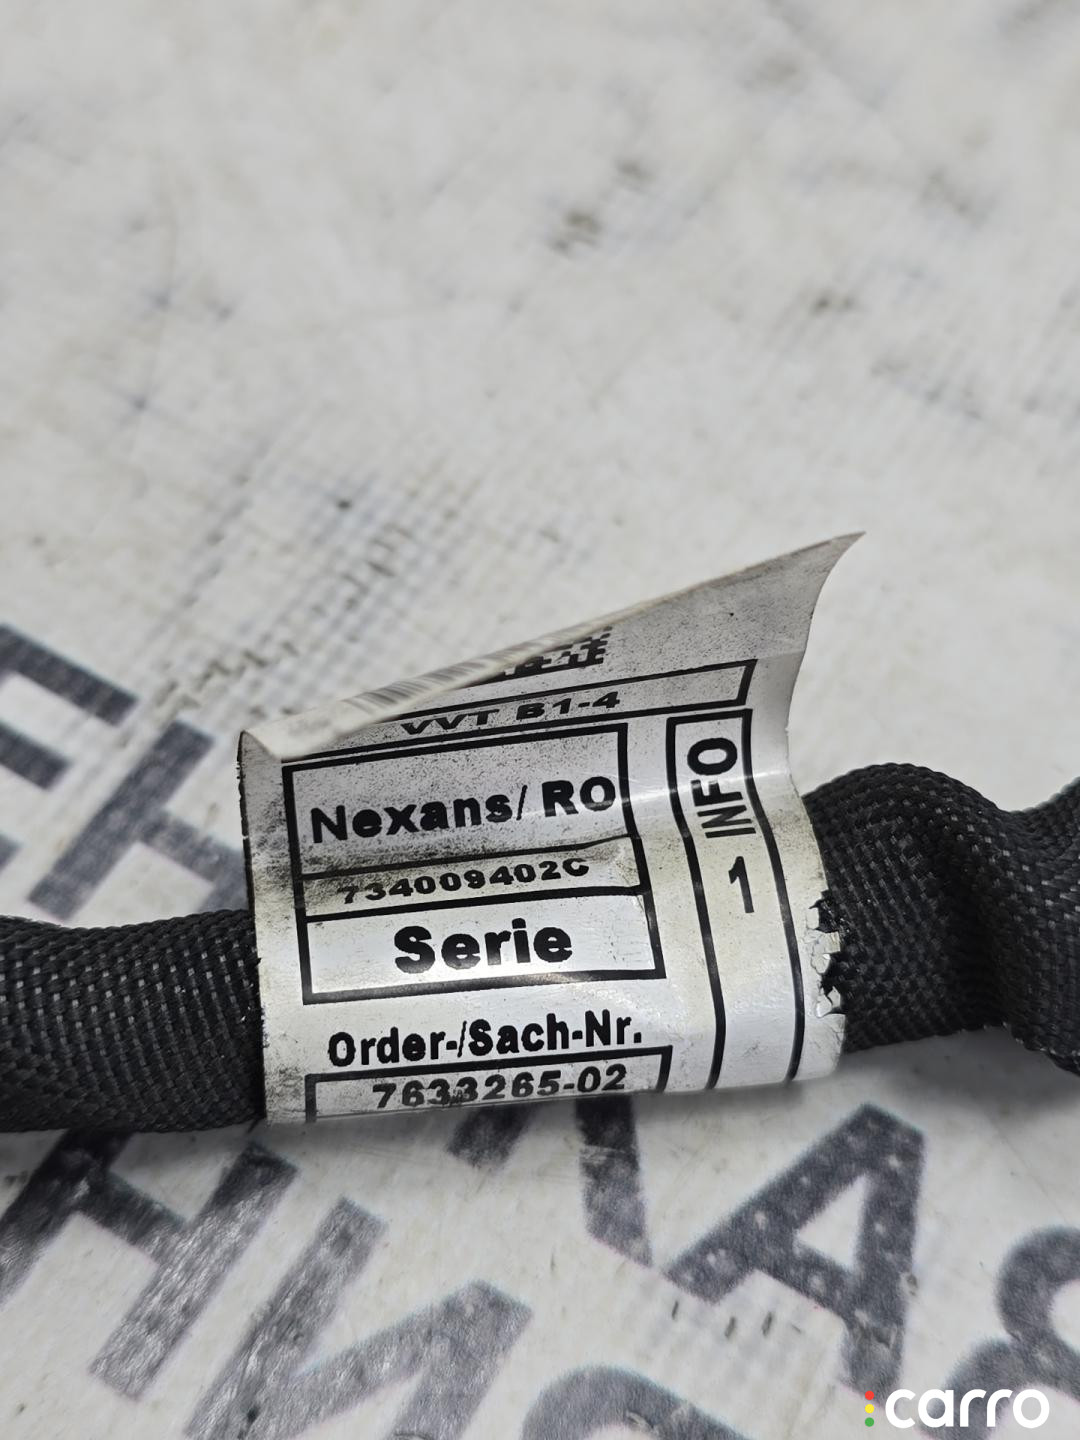 VVT B1-4
Nexans/ RO
734009402C
Serie
Order-/Sach-Nr.
7633265-02
1 INFO
carro